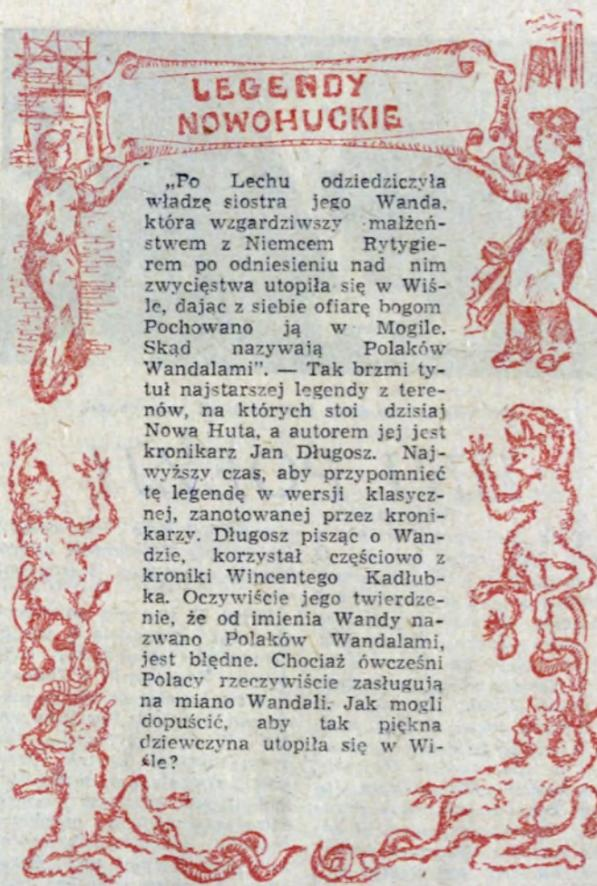 LEGENDY
NOWOHUCKIE
„Po Lechu odziedziczyła
władzę siostra jego Wanda,
która wzgardziwszy małżeń-
stwem z Niemcem Rytygie-
rem po odniesieniu nad nim
zwycięstwa utopiła się w Wiś-
le, dając z siebie ofiarę bogom
Pochowano ją w Mogile.
Skąd nazywają Polaków
Wandalami”. — Tak brzmi ty-
tuł najstarszej legendy z tere-
nów, na których stoi dzisiaj
Nowa Huta, a autorem jej jest
kronikarz Jan Długosz. Naj-
wyższy czas, aby przypomnieć
tę legendę w wersji klasycz-
nej, zanotowanej przez kroni-
karzy. Długosz pisząc o Wan-
dzie, korzystał częściowo z
kroniki Wincentego Kadłub-
ka. Oczywiście jego twierdze-
nie, że od imienia Wandy na-
zwano Polaków Wandalami,
jest błędne. Chociaż ówcześni
Polacy rzeczywiście zasługują
na miano Wandali. Jak mogli
dopuścić, aby tak piękna
dziewczyna utopiła się w Wi-
śle?